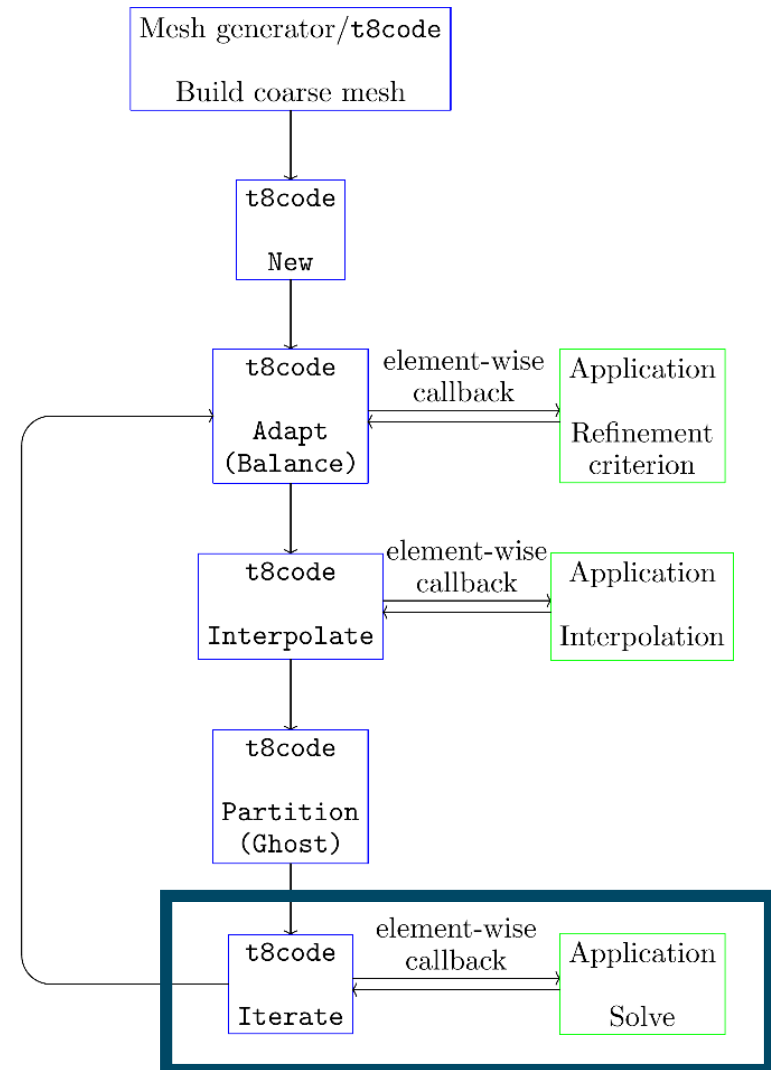 Mesh generator/t8code
Build coarse mesh
t8code
New
t8code
Adapt
(Balance)
element-wise
callback
Application
Refinement
criterion
t8code
Interpolate
element-wise
callback
Application
Interpolation
t8code
Partition
(Ghost)
t8code
Iterate
element-wise
callback
Application
Solve